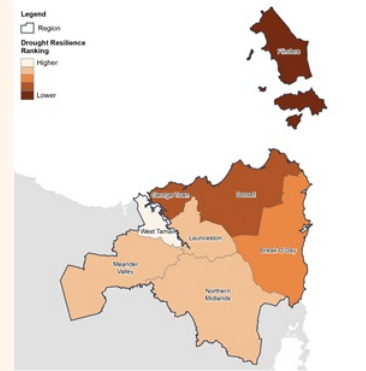 Legend
Region
Drought Resilience
Ranking
Higher
Lower
Flinders
George Town
Dorset
West Tamar
Launceston
Break O'Day
Meander
Valley
Northern
Midlands